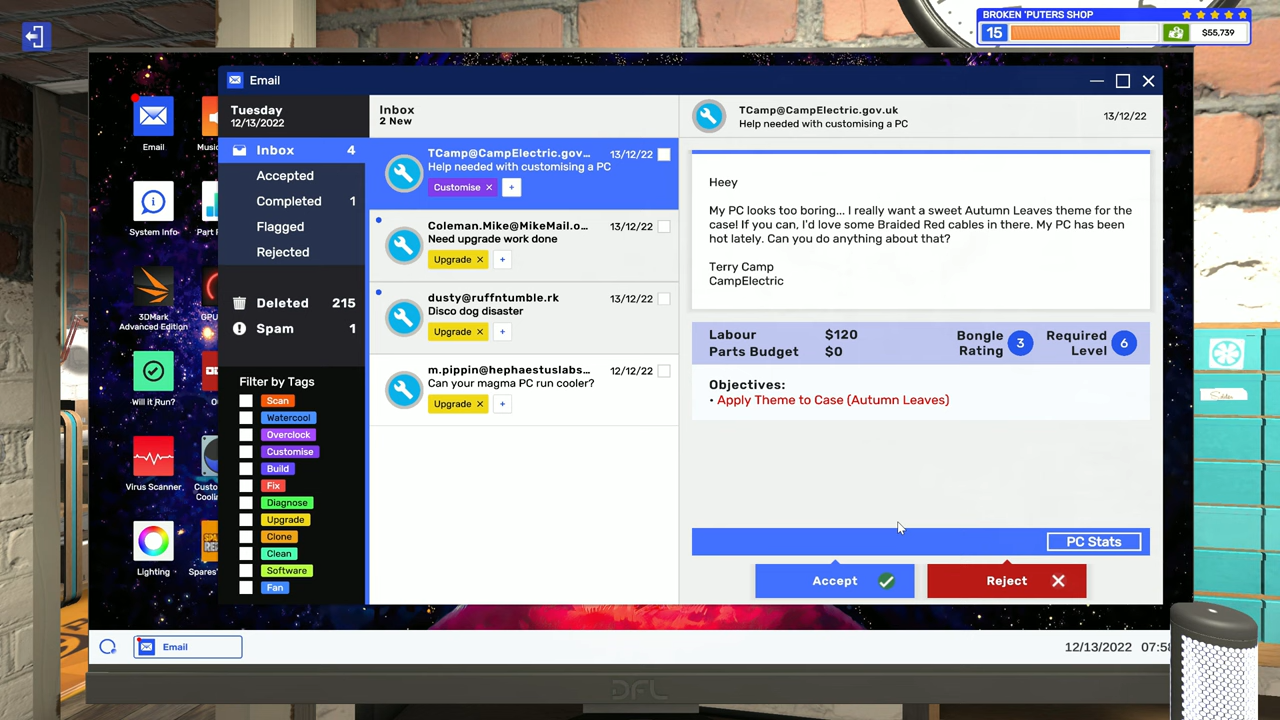 BROKEN 'PUTERS SHOP
15
$55,739
Email
Tuesday
12/13/2022
Inbox 4
Accepted
Completed 1
Flagged
Rejected
Deleted 215
Spam 1
Filter by Tags
Scan
Watercool
Overclock
Customise
Build
Fix
Diagnose
Upgrade
Clone
Clean
Software
Fan
Inbox
2 New
TCamp@CampElectric.gov... 13/12/22
Help needed with customising a PC
Customise × +
Coleman.Mike@MikeMail.o... 13/12/22
Need upgrade work done
Upgrade × +
dusty@ruffntumble.rk 13/12/22
Disco dog disaster
Upgrade × +
m.pippin@hephaestuslabs... 12/12/22
Can your magma PC run cooler?
Upgrade × +
TCamp@CampElectric.gov.uk
Help needed with customising a PC
13/12/22
Heey
My PC looks too boring... I really want a sweet Autumn Leaves theme for the
case! If you can, I'd love some Braided Red cables in there. My PC has been
hot lately. Can you do anything about that?
Terry Camp
CampElectric
Labour $120
Parts Budget $0
Bongle
Rating 3
Required
Level 6
Objectives:
• Apply Theme to Case (Autumn Leaves)
PC Stats
Accept
Reject
Email
System Info
3DMark
Advanced Edition
Will it Run?
Virus Scanner
Lighting
Music
Part
GPU
Custo
Coolin
Spares'
Email
12/13/2022 07:58
DFL